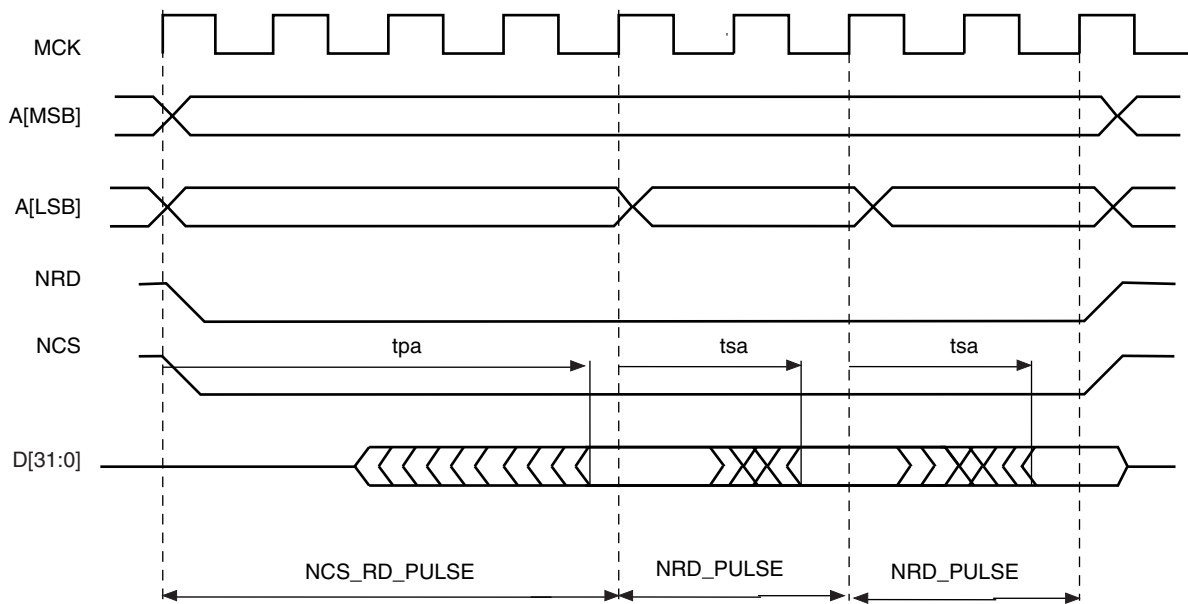 MCK
A[MSB]
A[LSB]
NRD
NCS
tpa
tsa
tsa
D[31:0]
NCS_RD_PULSE
NRD_PULSE
NRD_PULSE